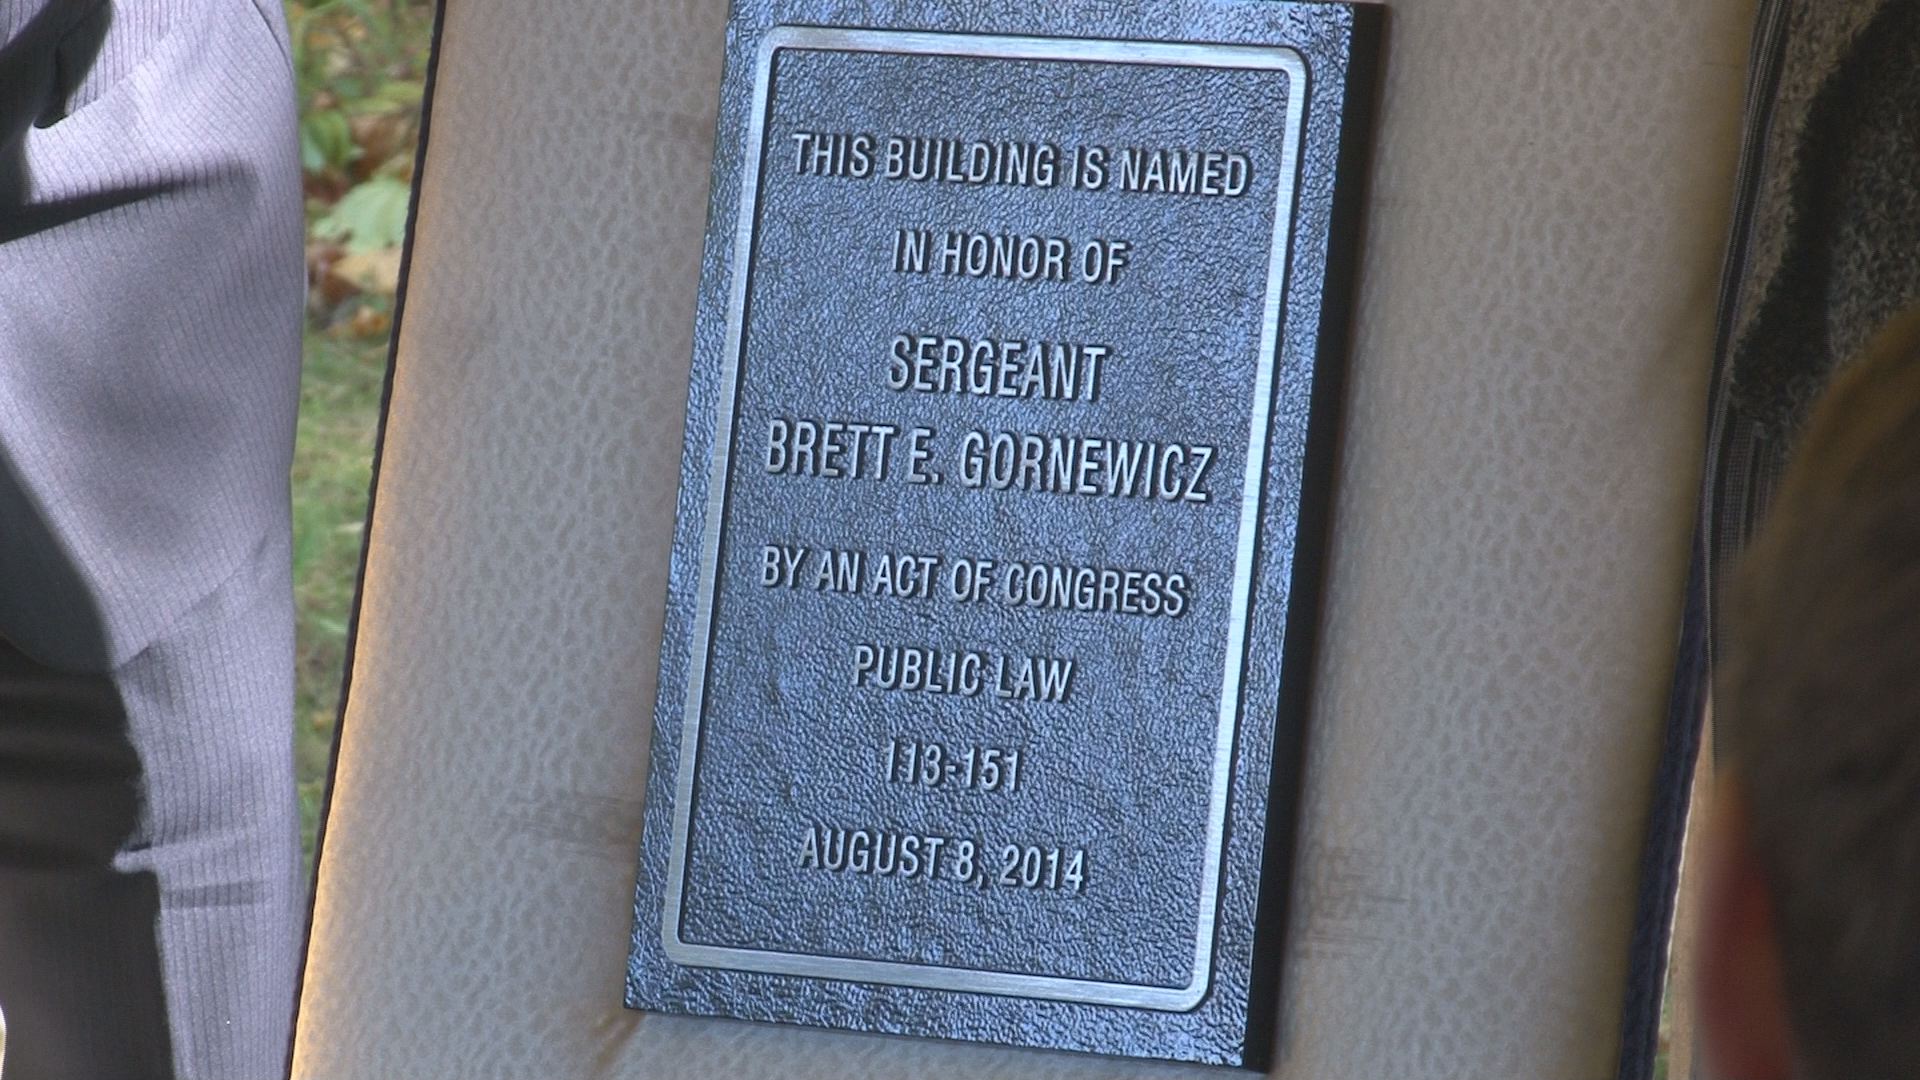 THIS BUILDING IS NAMED
IN HONOR OF
SERGEANT
BRETT E. GORNEWICZ
BY AN ACT OF CONGRESS
PUBLIC LAW
113-151
AUGUST 8, 2014